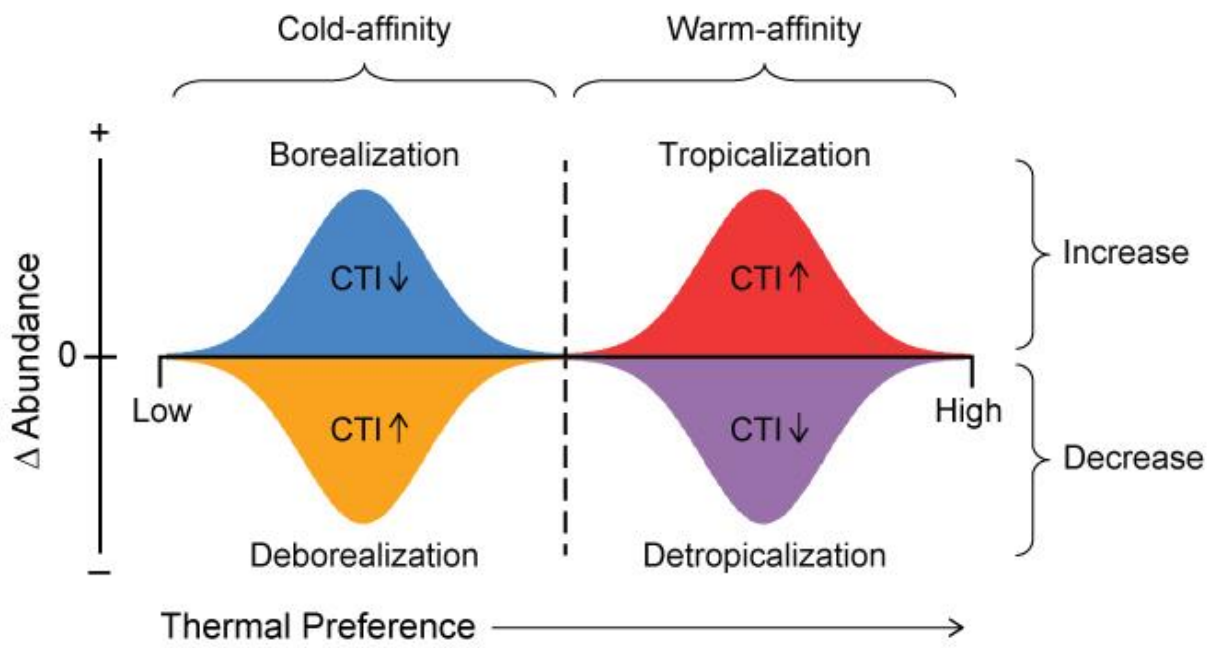 Cold-affinity
Warm-affinity
+
Borealization
Tropicalization
CTI ↓
CTI ↑
Increase
Δ Abundance
0
Low
High
CTI ↑
CTI ↓
Decrease
Deborealization
Detropicalization
–
Thermal Preference